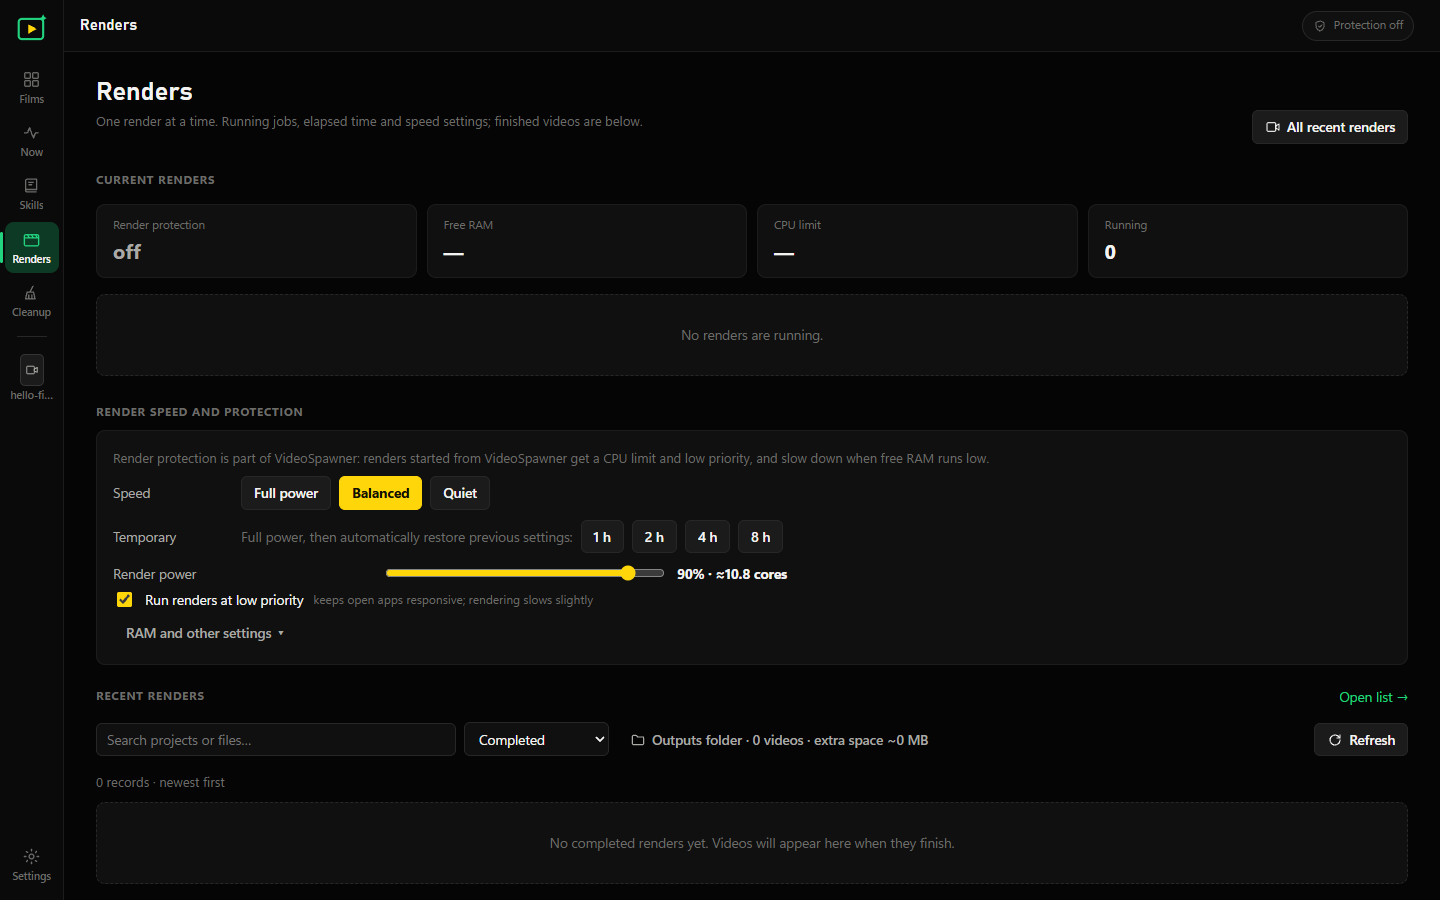 Renders
Protection off
Films
Now
Skills
Renders
Cleanup
hello-fi...
Settings
Renders
One render at a time. Running jobs, elapsed time and speed settings; finished videos are below.
All recent renders
CURRENT RENDERS
Render protection
off
Free RAM
—
CPU limit
—
Running
0
No renders are running.
RENDER SPEED AND PROTECTION
Render protection is part of VideoSpawner: renders started from VideoSpawner get a CPU limit and low priority, and slow down when free RAM runs low.
Speed Full power Balanced Quiet
Temporary Full power, then automatically restore previous settings: 1 h 2 h 4 h 8 h
Render power 90% · ≈10.8 cores
Run renders at low priority keeps open apps responsive; rendering slows slightly
RAM and other settings ▾
RECENT RENDERS
Open list →
Search projects or files...
Completed
Outputs folder · 0 videos · extra space ~0 MB
Refresh
0 records · newest first
No completed renders yet. Videos will appear here when they finish.